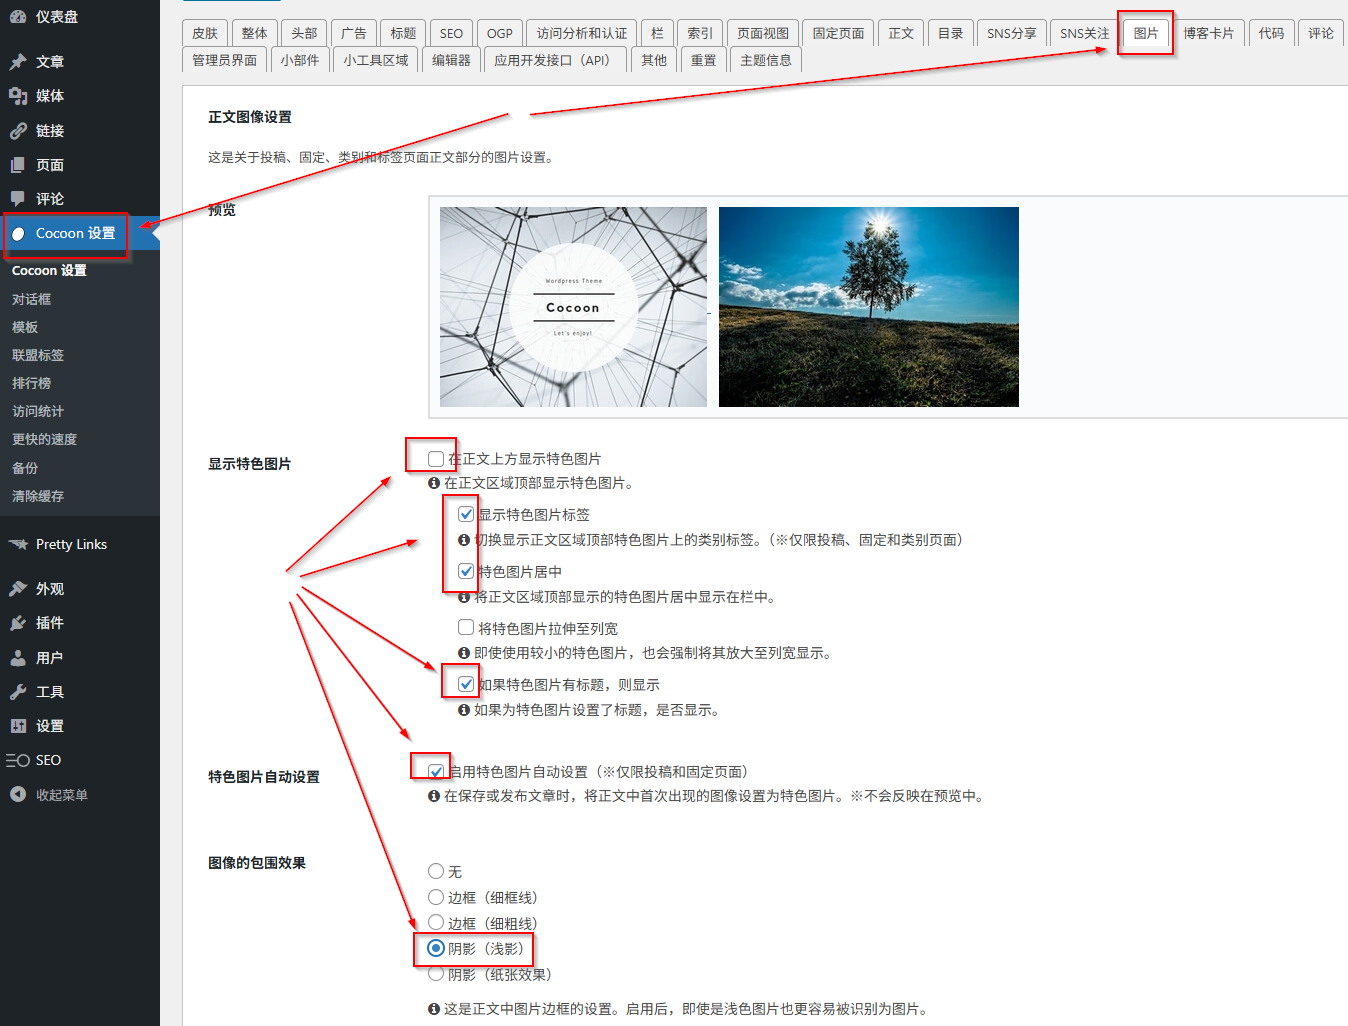 仪表盘
文章
媒体
链接
页面
评论
Cocoon 设置
Cocoon 设置
对话框
模板
联盟标签
排行榜
访问统计
更快的速度
备份
清除缓存
Pretty Links
外观
插件
用户
工具
设置
SEO
收起菜单
皮肤 整体 头部 广告 标题 SEO OGP 访问分析和认证 栏 索引 页面视图 固定页面 正文 目录 SNS分享 SNS关注 图片 博客卡片 代码 评论
管理员界面 小部件 小工具区域 编辑器 应用开发接口（API） 其他 重置 主题信息
正文图像设置
这是关于投稿、固定、类别和标签页面正文部分的图片设置。
预览
Wordpress Theme
Cocoon
Let's enjoy!
显示特色图片
在正文上方显示特色图片
在正文区域顶部显示特色图片。
显示特色图片标签
切换显示正文区域顶部特色图片上的类别标签。（※仅限投稿、固定和类别页面）
特色图片居中
将正文区域顶部显示的特色图片居中显示在栏中。
将特色图片拉伸至列宽
即使使用较小的特色图片，也会强制将其放大至列宽显示。
如果特色图片有标题，则显示
如果为特色图片设置了标题，是否显示。
特色图片自动设置
启用特色图片自动设置（※仅限投稿和固定页面）
在保存或发布文章时，将正文中首次出现的图像设置为特色图片。※不会反映在预览中。
图像的包围效果
无
边框（细框线）
边框（细粗线）
阴影（浅影）
阴影（纸张效果）
这是正文中图片边框的设置。启用后，即使是浅色图片也更容易被识别为图片。